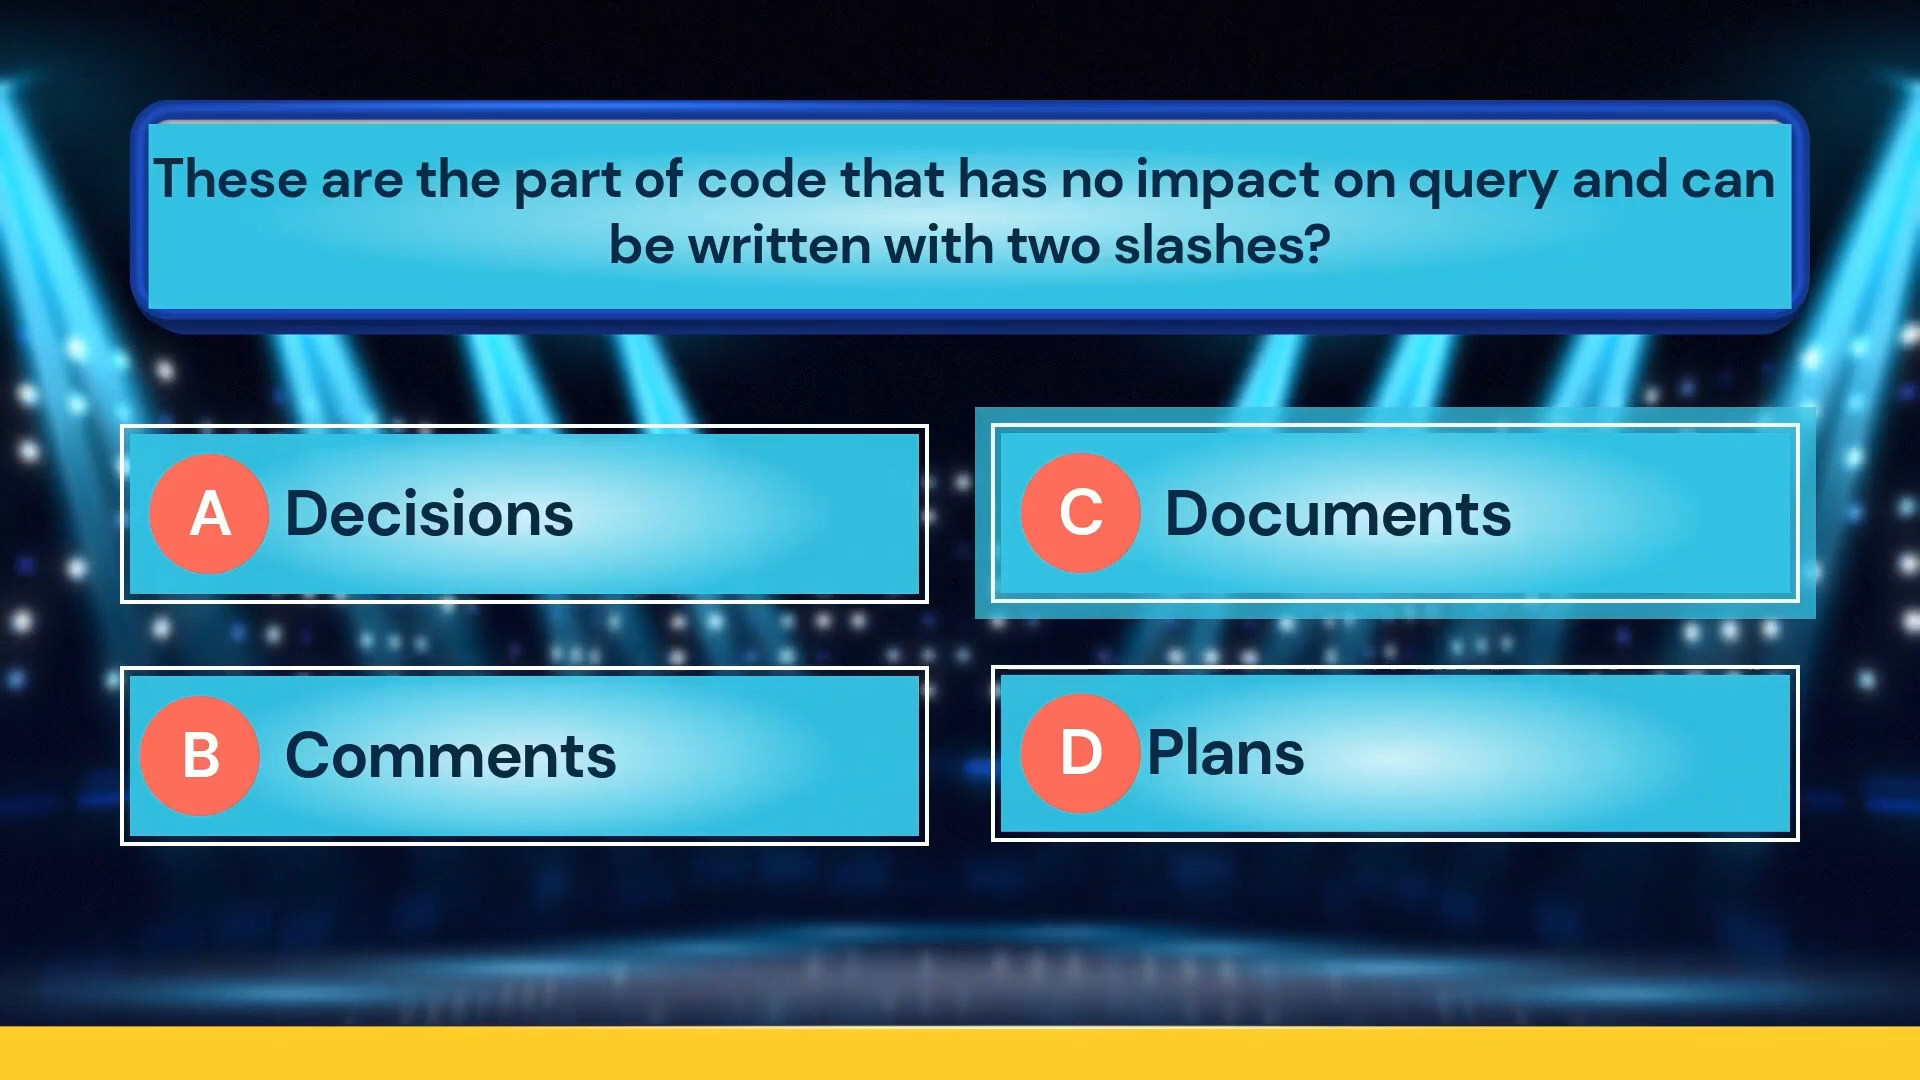 These are the part of code that has no impact on query and can
be written with two slashes?
A Decisions
C Documents
B Comments
D Plans